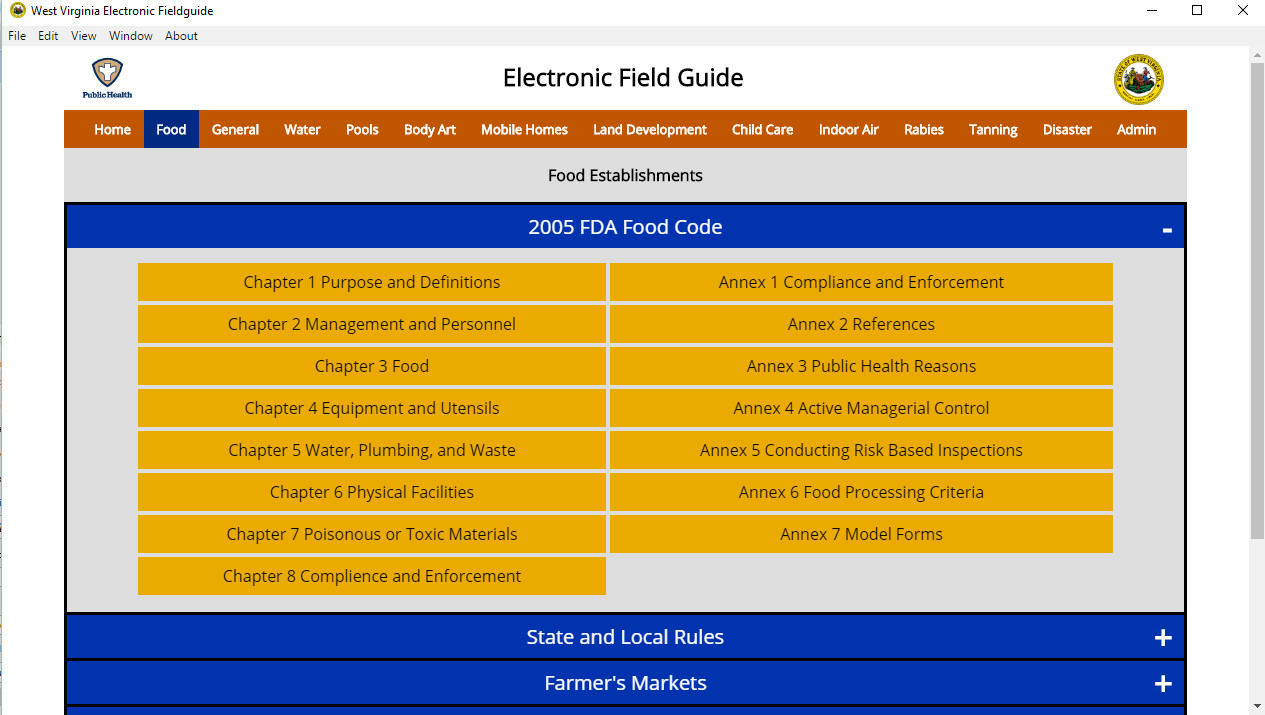 West Virginia Electronic Fieldguide
File Edit View Window About
Public Health
Electronic Field Guide
STATE OF WEST VIRGINIA
Home Food General Water Pools Body Art Mobile Homes Land Development Child Care Indoor Air Rabies Tanning Disaster Admin
Food Establishments
2005 FDA Food Code -
Chapter 1 Purpose and Definitions
Annex 1 Compliance and Enforcement
Chapter 2 Management and Personnel
Annex 2 References
Chapter 3 Food
Annex 3 Public Health Reasons
Chapter 4 Equipment and Utensils
Annex 4 Active Managerial Control
Chapter 5 Water, Plumbing, and Waste
Annex 5 Conducting Risk Based Inspections
Chapter 6 Physical Facilities
Annex 6 Food Processing Criteria
Chapter 7 Poisonous or Toxic Materials
Annex 7 Model Forms
Chapter 8 Complience and Enforcement
State and Local Rules +
Farmer's Markets +